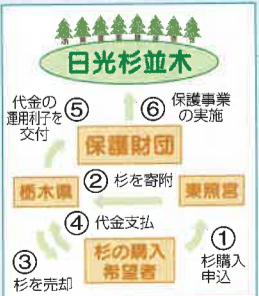 日光杉並木
代金の
運用利子を
交付
⑤
⑥
保護事業
の実施
保護財団
② 杉を寄附
栃木県
東照宮
④ 代金支払
杉の購入
希望者
①
杉購入
申込
③
杉を売却